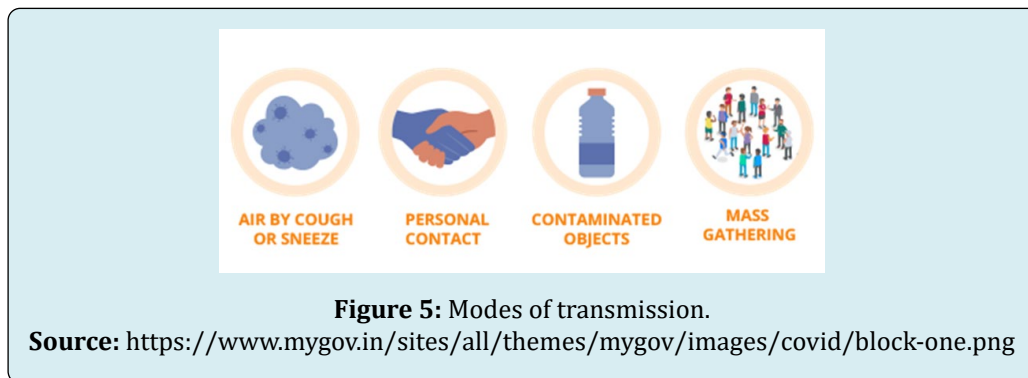 AIR BY COUGH
OR SNEEZE
PERSONAL
CONTACT
CONTAMINATED
OBJECTS
MASS
GATHERING
Figure 5: Modes of transmission.
Source: https://www.mygov.in/sites/all/themes/mygov/images/covid/block-one.png